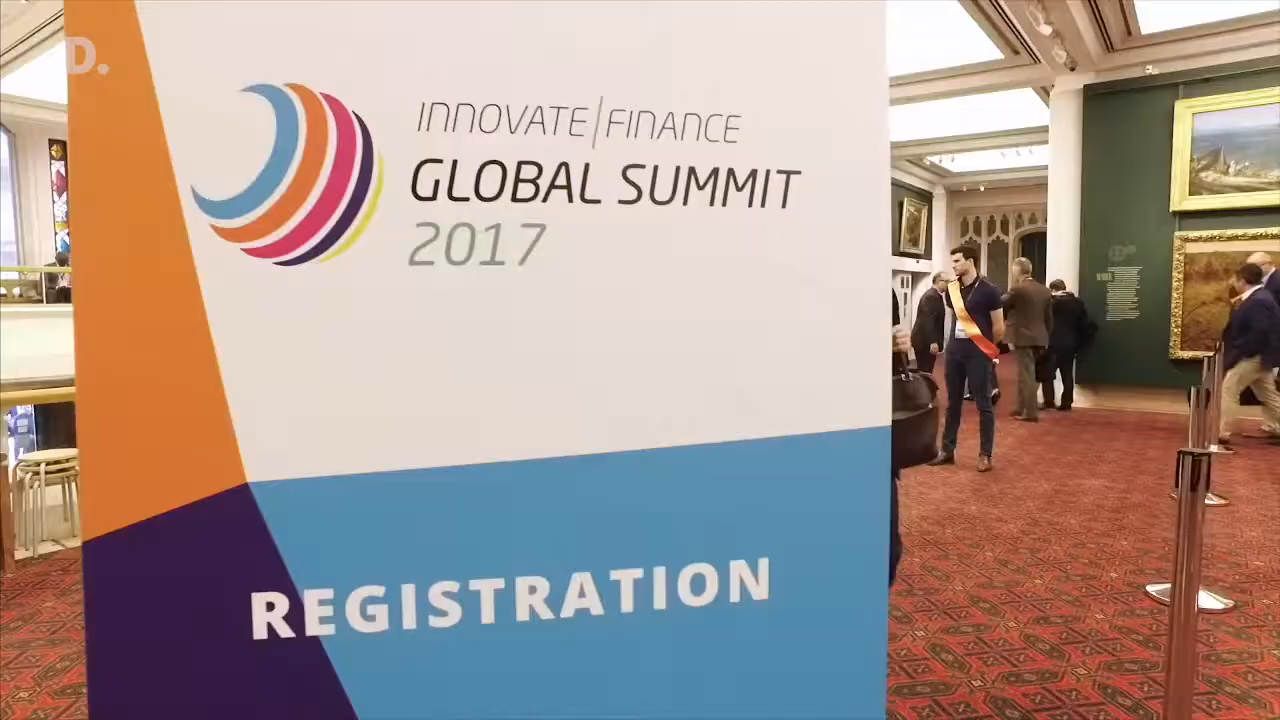 D.
INNOVATE|FINANCE
GLOBAL SUMMIT
2017
REGISTRATION